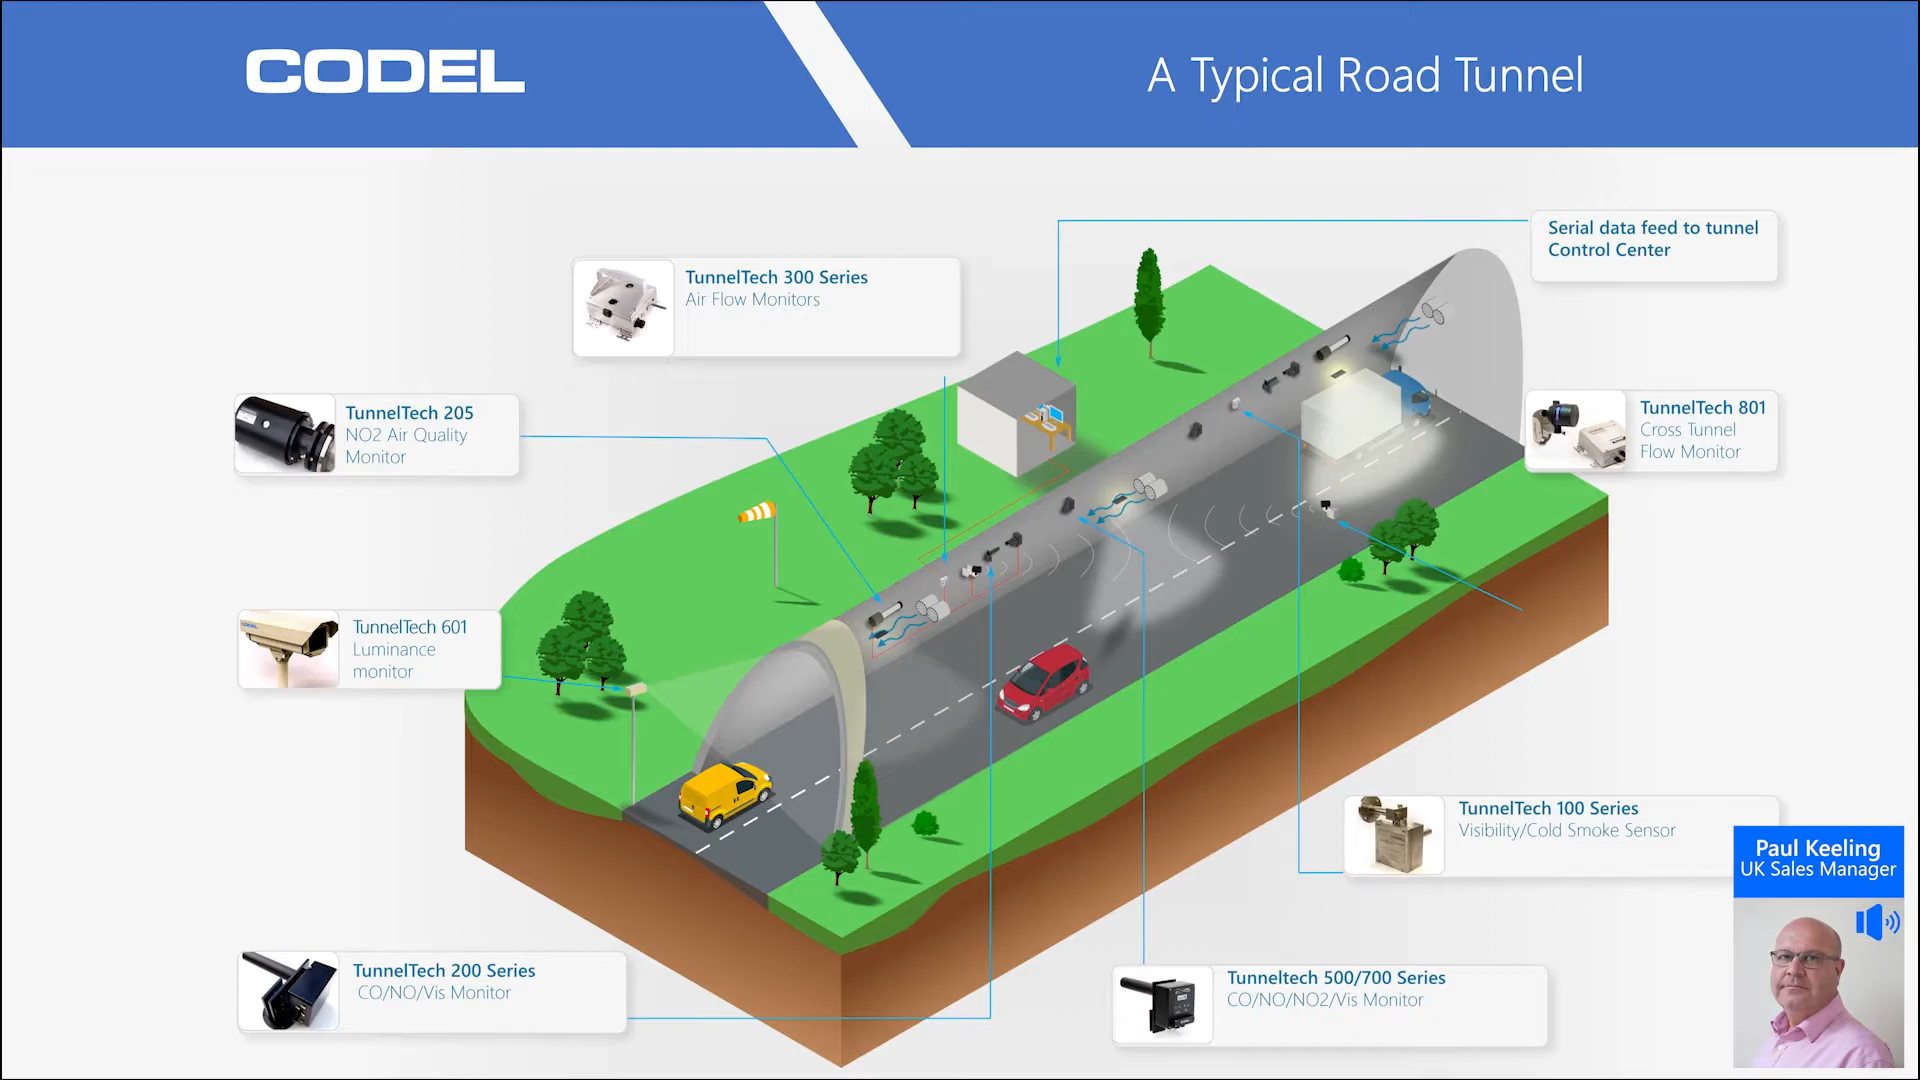 CODEL
A Typical Road Tunnel
Serial data feed to tunnel
Control Center
TunnelTech 300 Series
Air Flow Monitors
TunnelTech 205
NO2 Air Quality
Monitor
TunnelTech 801
Cross Tunnel
Flow Monitor
TunnelTech 601
Luminance
monitor
CODEL
TunnelTech 100 Series
Visibility/Cold Smoke Sensor
Paul Keeling
UK Sales Manager
TunnelTech 200 Series
CO/NO/Vis Monitor
Tunneltech 500/700 Series
CO/NO/NO2/Vis Monitor